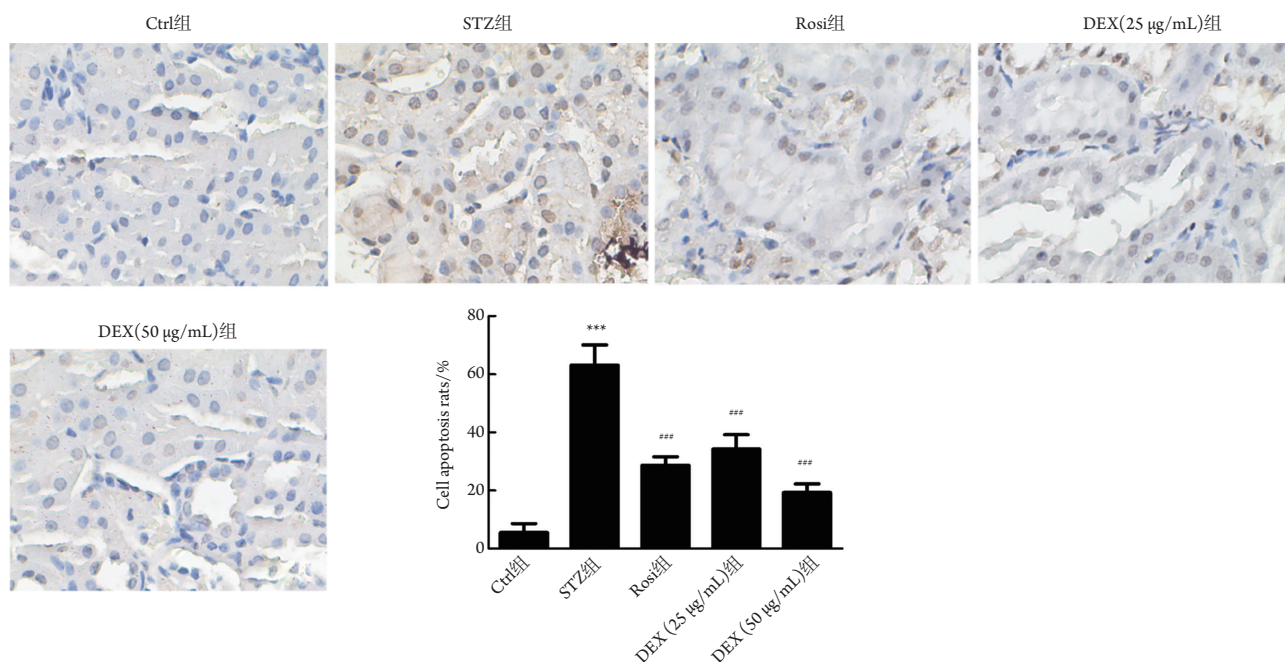 Ctrl组
STZ组
Rosi组
DEX(25 μg/mL)组
DEX(50 μg/mL)组
Cell apoptosis rats/%
80
60
40
20
0
***
###
###
###
Ctrl组
STZ组
Rosi组
DEX (25 μg/mL)组
DEX (50 μg/mL)组